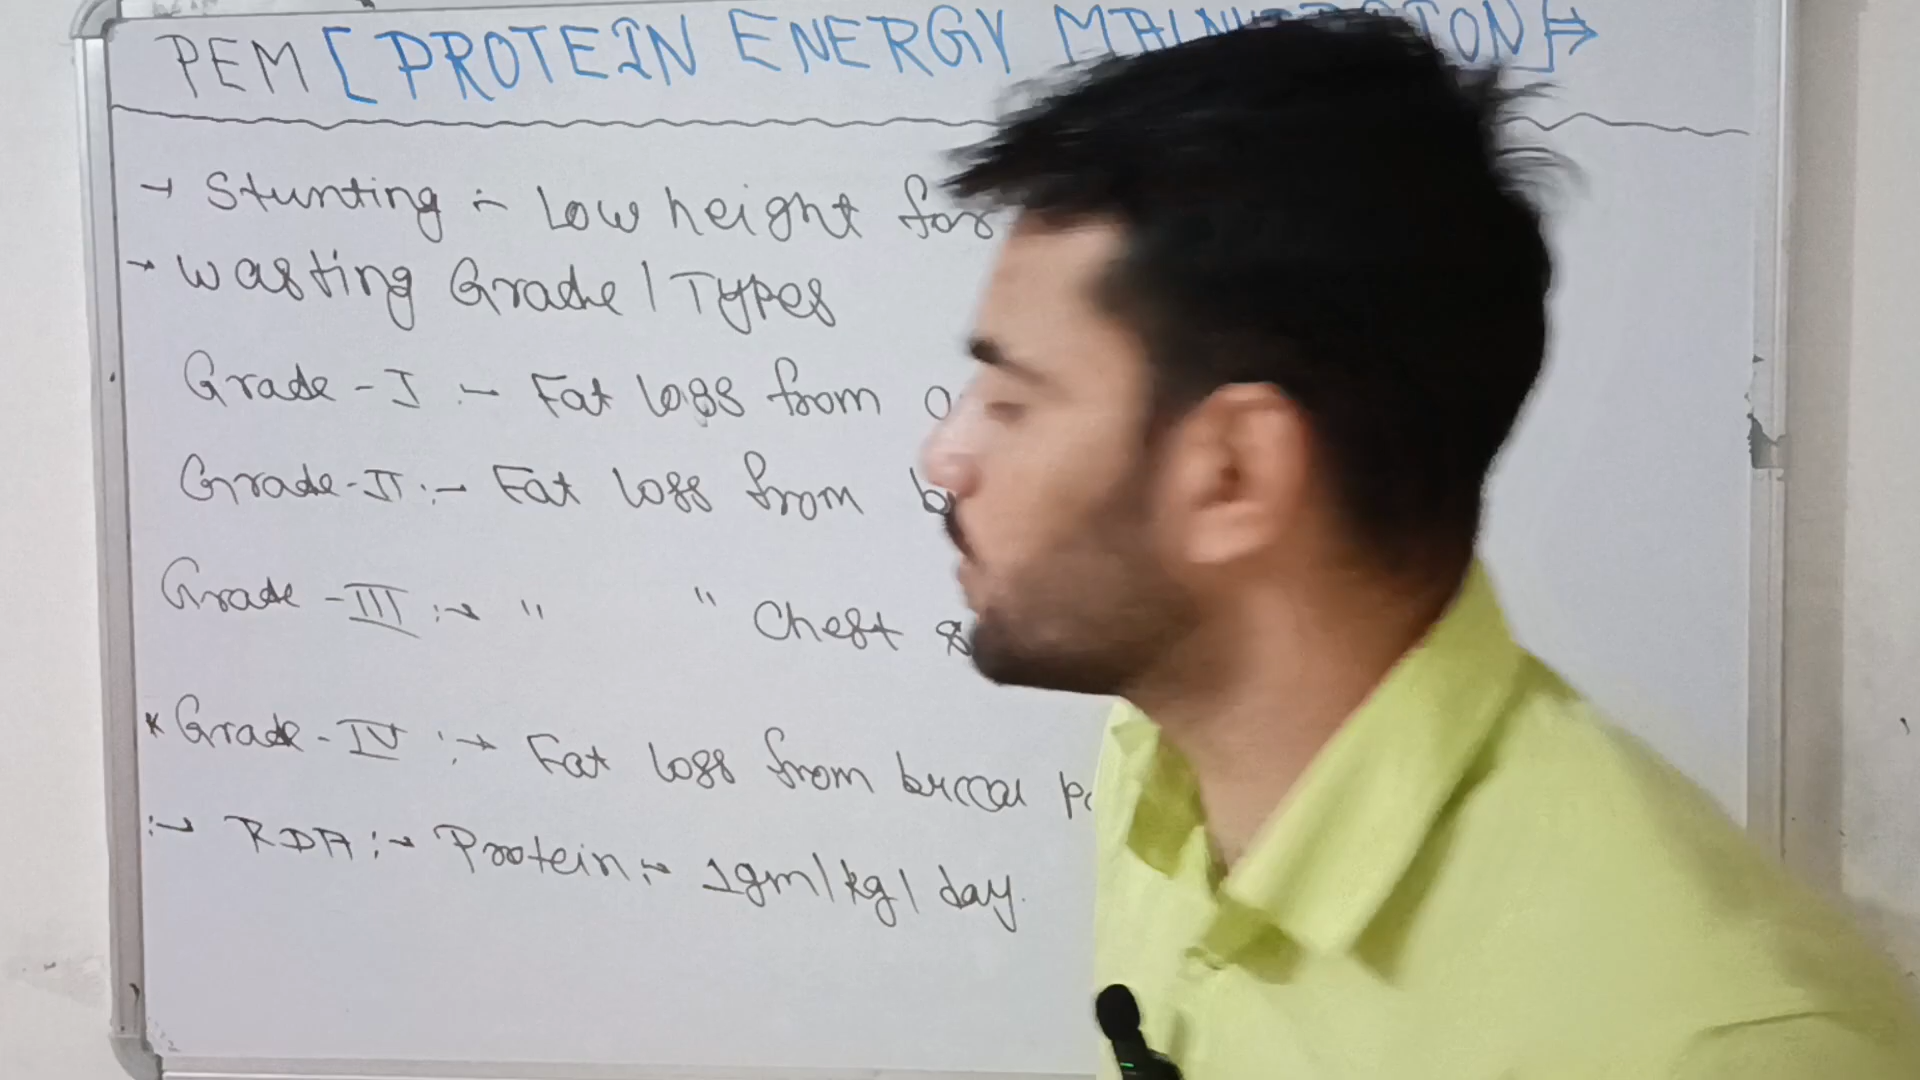 PEM [PROTEIN ENERGY MALNUTRITON] →
→ Stunting :- Low height for
→ Wasting Grade / Types
Grade - I :- Fat loss from
Grade - II :- Fat loss from
Grade - III :→ " " Chest &
* Grade - IV :→ Fat loss from buccal
:→ RDA :→ Protein :→ 1gm/kg/day.